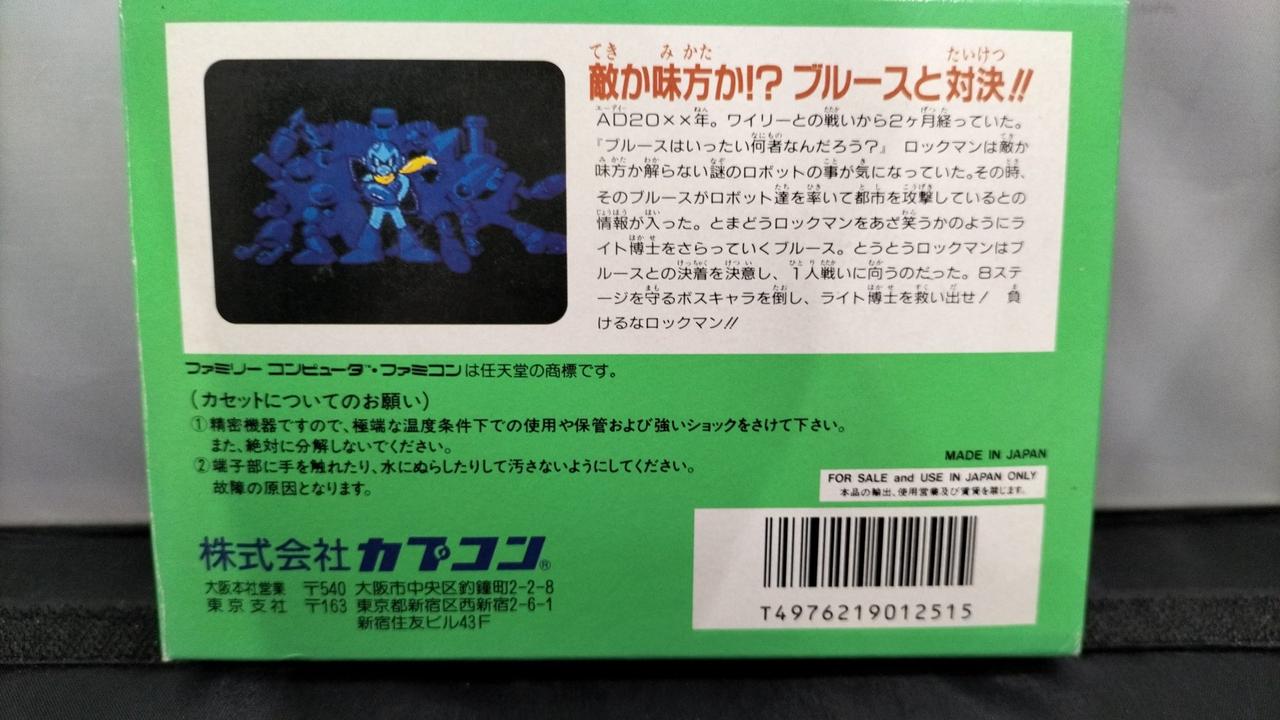 敵か味方か!? ブルースと対決!!
AD20××年。ワイリーとの戦いから2ヶ月経っていた。
『ブルースはいったい何者なんだろう?』 ロックマンは敵か
味方か解らない謎のロボットの事が気になっていた。その時、
そのブルースがロボット達を率いて都市を攻撃しているとの
情報が入った。とまどうロックマンをあざ笑うかのようにラ
イト博士をさらっていくブルース。とうとうロックマンはブ
ルースとの決着を決意し、1人戦いに向うのだった。8ステ
ージを守るボスキャラを倒し、ライト博士を救い出せ! 負
けるなロックマン!!
ファミリー コンピュータ™・ファミコンは任天堂の商標です。
(カセットについてのお願い)
①精密機器ですので、極端な温度条件下での使用や保管および強いショックをさけて下さい。
また、絶対に分解しないでください。
②端子部に手を触れたり、水にぬらしたりして汚さないようにしてください。
故障の原因となります。
MADE IN JAPAN
FOR SALE and USE IN JAPAN ONLY
本品の輸出、使用営業及び賃貸を禁じます。
株式会社 カプコン®
大阪本社営業 〒540 大阪市中央区釣鐘町2-2-8
東京支社 〒163 東京都新宿区西新宿2-6-1
新宿住友ビル43F
T4976219012515